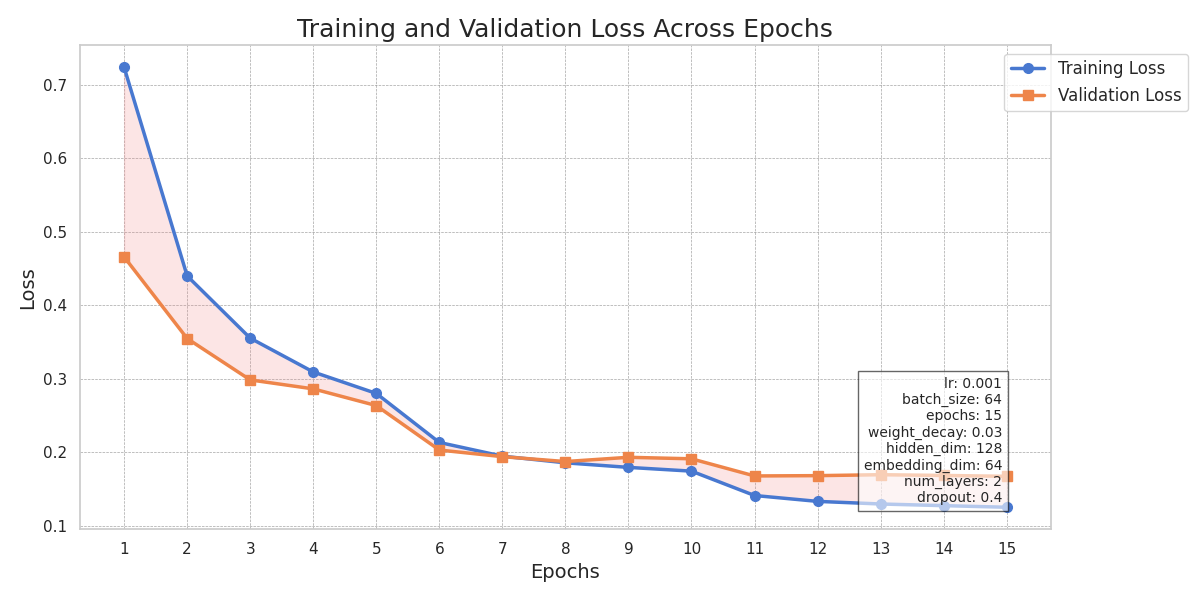 Training and Validation Loss Across Epochs
Training Loss
Validation Loss
Loss
0.7
0.6
0.5
0.4
0.3
0.2
0.1
lr: 0.001
batch_size: 64
epochs: 15
weight_decay: 0.03
hidden_dim: 128
embedding_dim: 64
num_layers: 2
dropout: 0.4
1 2 3 4 5 6 7 8 9 10 11 12 13 14 15
Epochs